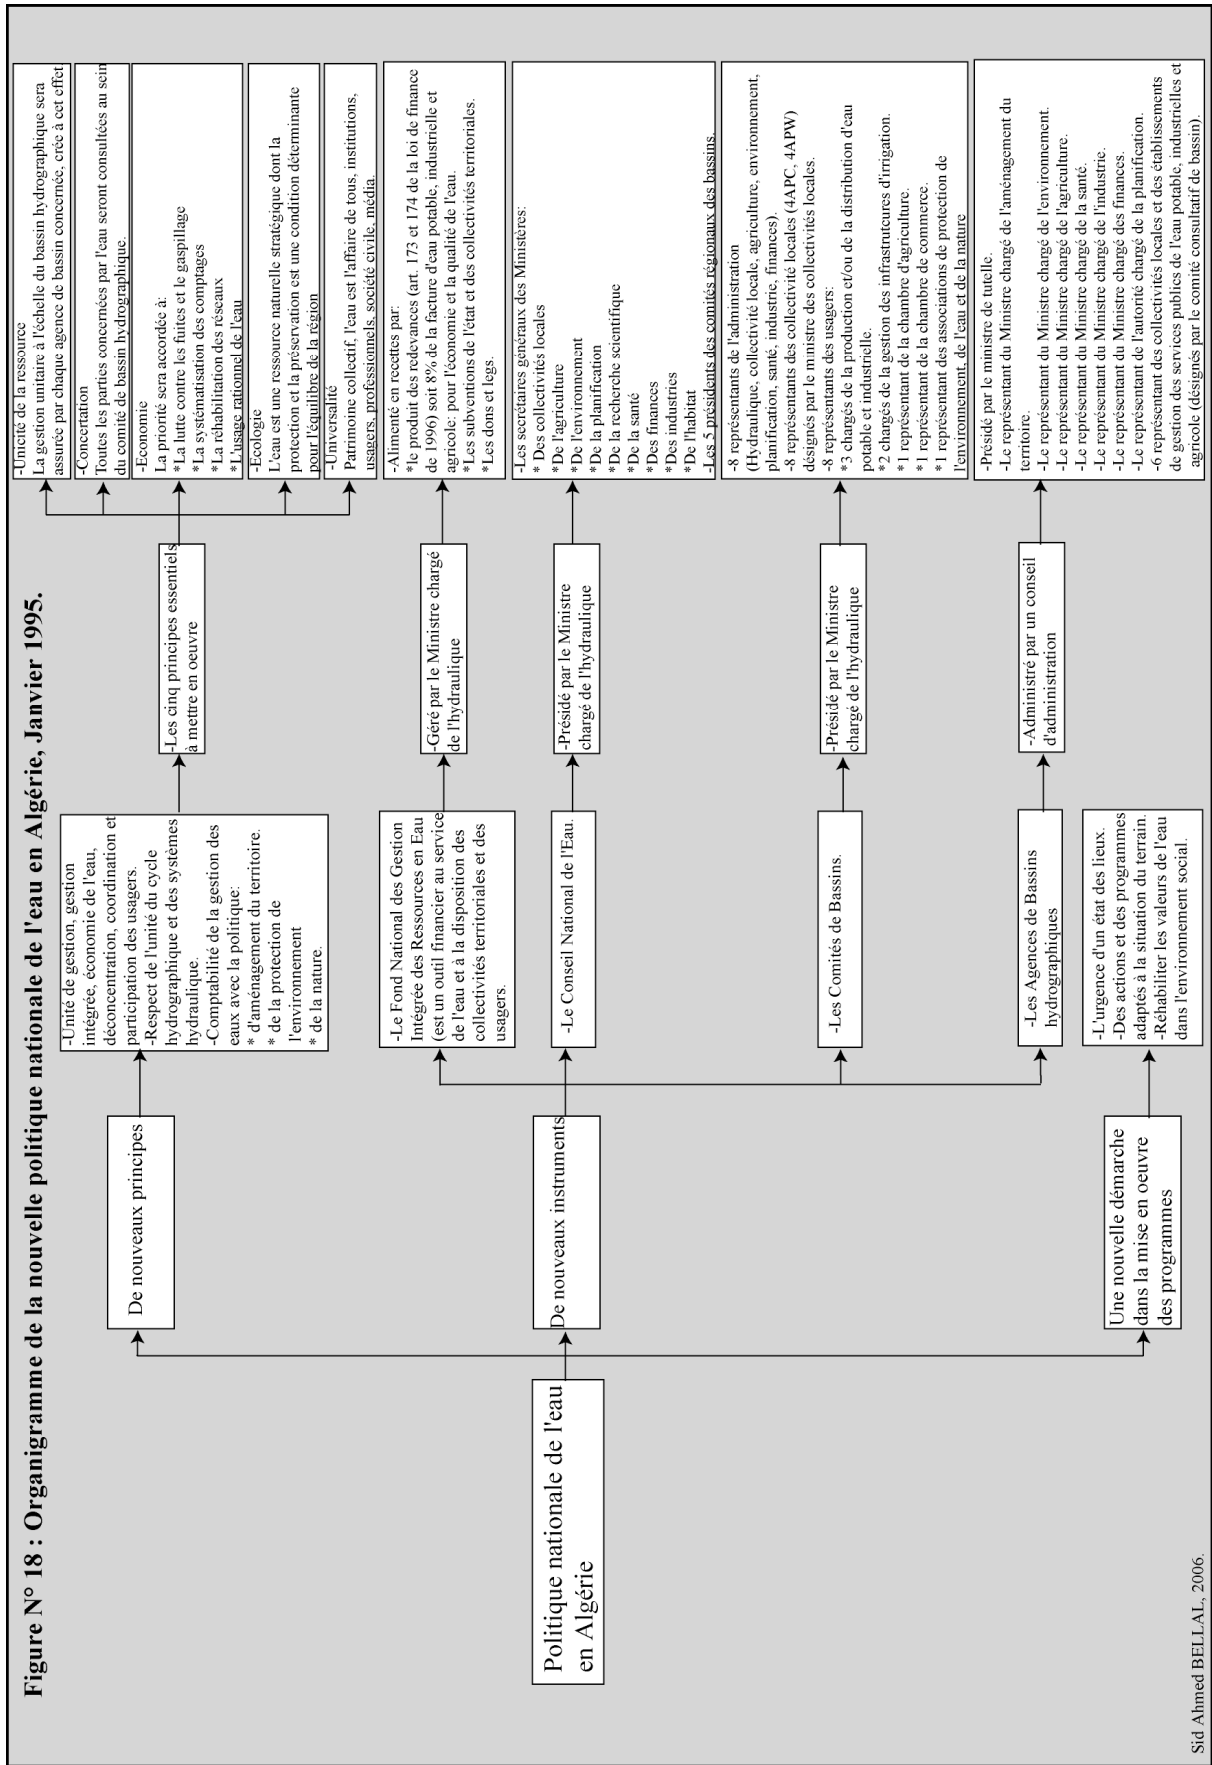 Figure N° 18 : Organigramme de la nouvelle politique nationale de l'eau en Algérie, Janvier 1995.
Politique nationale de l'eau
en Algérie
De nouveaux principes
-Unité de gestion, gestion
intégrée, économie de l'eau,
déconcentration, coordination et
participation des usagers.
-Respect de l'unité du cycle
hydrographique et des systèmes
hydraulique.
-Comptabilité de la gestion des
eaux avec la politique:
* d'aménagement du territoire.
* de la protection de
l'environnement
* de la nature.
-Les cinq principes essentiels
à mettre en oeuvre
-Unicité de la ressource
La gestion unitaire à l'échelle du bassin hydrographique sera
assurée par chaque agence de bassin concernée, crée à cet effet
-Concertation
Toutes les parties concernées par l'eau seront consultées au sein
du comité de bassin hydrographique.
-Economie
La priorité sera accordée à:
*La lutte contre les fuites et le gaspillage
*La systématisation des comptages
*La réhabilitation des réseaux
*L'usage rationnel de l'eau
-Ecologie
L'eau est une ressource naturelle stratégique dont la
protection et la préservation est une condition déterminante
pour l'équilibre de la région
-Universalité
Patrimoine collectif, l'eau est l'affaire de tous, institutions,
usagers, professionnels, société civile, média.
De nouveaux instruments
-Le Fond National des Gestion
Intégrée des Ressources en Eau
(est un outil financier au service
de l'eau et à la disposition des
collectivités territoriales et des
usagers.
-Géré par le Ministre chargé
de l'hydraulique
-Alimenté en recettes par:
*le produit des redevances (art. 173 et 174 de la loi de finance
de 1996) soit 8% de la facture d'eau potable, industrielle et
agricole: pour l'économie et la qualité de l'eau.
*Les subventions de l'état et des collectivités territoriales.
*Les dons et legs.
-Le Conseil National de l'Eau.
-Présidé par le Ministre
chargé de l'hydraulique
-Les secrétaires généraux des Ministères:
* Des collectivités locales
*De l'agriculture
*De l'environnement
*De la planification
*De la recherche scientifique
*De la santé
*Des finances
*Des industries
*De l'habitat
-Les 5 présidents des comités régionaux des bassins.
-Les Comités de Bassins.
-Présidé par le Ministre
chargé de l'hydraulique
-8 représentants de l'administration
(Hydraulique, collectivité locale, agriculture, environnement,
planification, santé, industrie, finances).
-8 représentants des collectivité locales (4APC, 4APW)
désignés par le ministre des collectivités locales.
-8 représentants des usagers:
*3 chargés de la production et/ou de la distribution d'eau
potable et industrielle.
*2 chargés de la gestion des infrastrutcures d'irrigation.
*1 représentant de la chambre d'agriculture.
*1 représentant de la chambre de commerce.
*1 représentant des associations de protection de
l'environnement, de l'eau et de la nature
-Les Agences de Bassins
hydrographiques
-Administré par un conseil
d'administration
-Présidé par le ministre de tutelle.
-Le représentant du Ministre chargé de l'aménagement du
territoire.
-Le représentant du Ministre chargé de l'environnement.
-Le représentant du Ministre chargé de l'agriculture.
-Le représentant du Ministre chargé de la santé.
-Le représentant du Ministre chargé de l'industrie.
-Le représentant du Ministre chargé des finances.
-Le représentant de l'autorité chargé de la planification.
-6 représentant des collectivités locales et des établissements
de gestion des services publics de l'eau potable, industrielles et
agricole (désignés par le comité consultatif de bassin).
Une nouvelle démarche
dans la mise en oeuvre
des programmes
-L'urgence d'un état des lieux.
-Des actions et des programmes
adaptés à la situation du terrain.
-Réhabiliter les valeurs de l'eau
dans l'environnement social.
Sid Ahmed BELLAL, 2006.